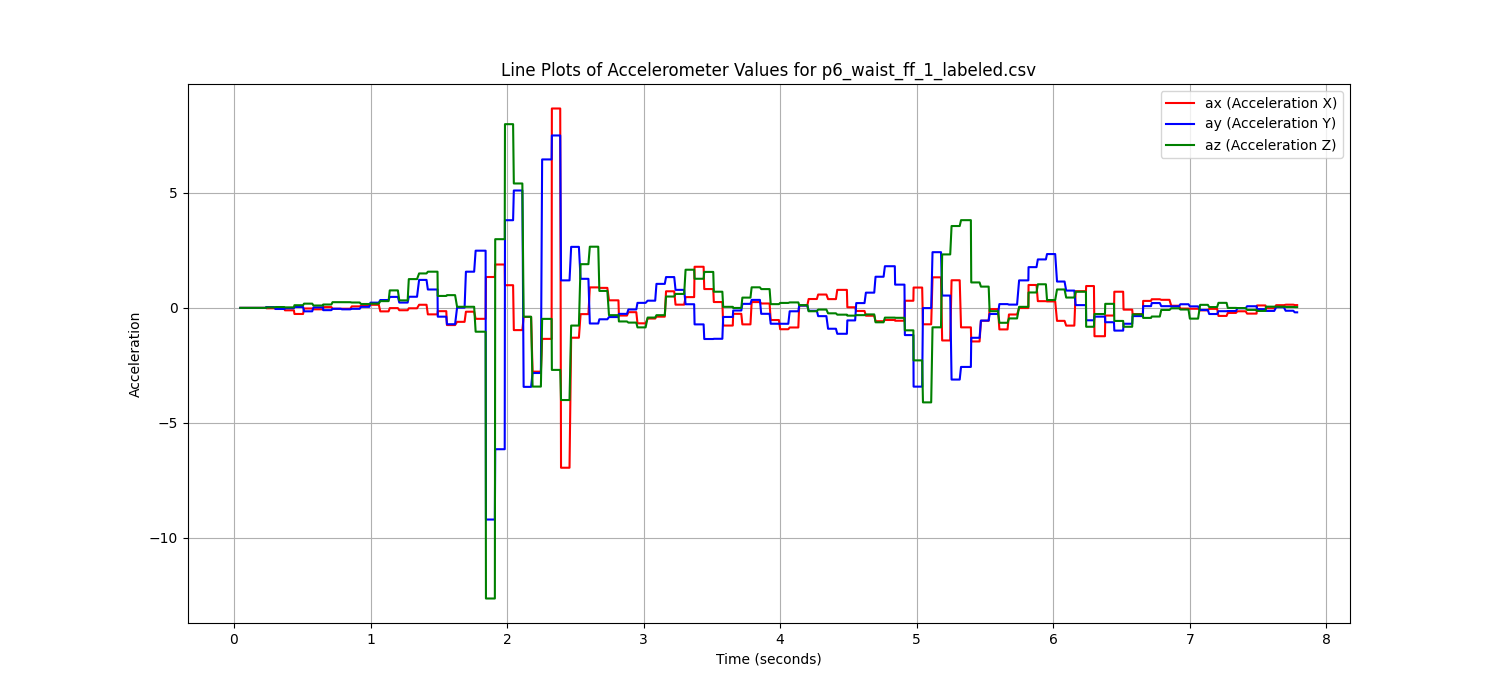 Line Plots of Accelerometer Values for p6_waist_ff_1_labeled.csv
ax (Acceleration X)
ay (Acceleration Y)
az (Acceleration Z)
Acceleration
5
0
−5
−10
0 1 2 3 4 5 6 7 8
Time (seconds)